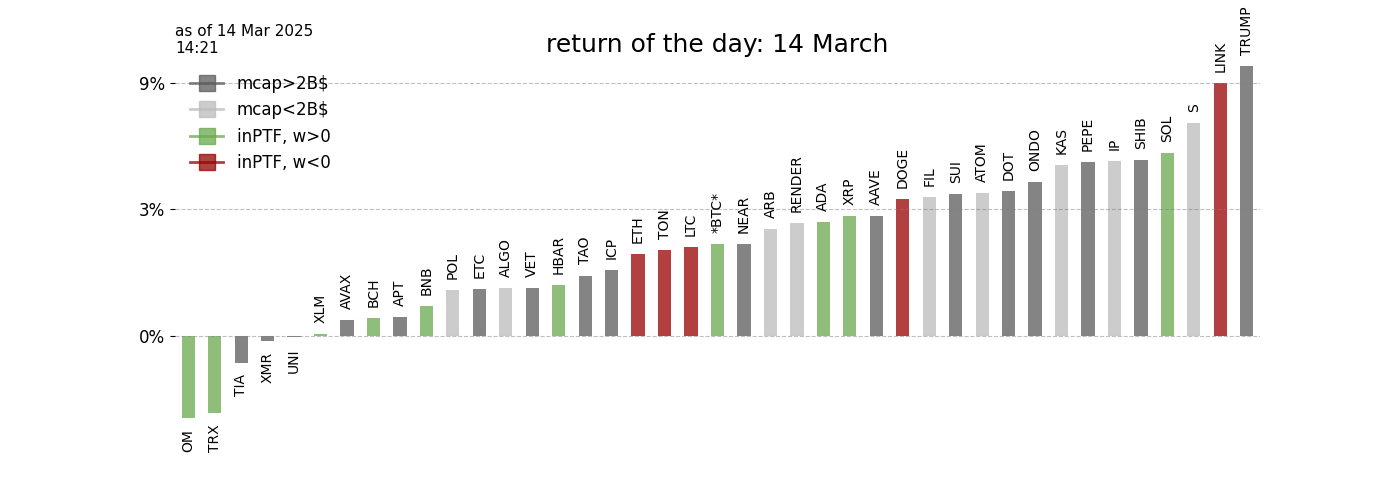 as of 14 Mar 2025
14:21
return of the day: 14 March
9%
3%
0%
mcap>2B$
mcap<2B$
inPTF, w>0
inPTF, w<0
OM
TRX
TIA
XMR
UNI
XLM
AVAX
BCH
APT
BNB
POL
ETC
ALGO
VET
HBAR
TAO
ICP
ETH
TON
LTC
*BTC*
NEAR
ARB
RENDER
ADA
XRP
AAVE
DOGE
FIL
SUI
ATOM
DOT
ONDO
KAS
PEPE
IP
SHIB
SOL
S
LINK
TRUMP